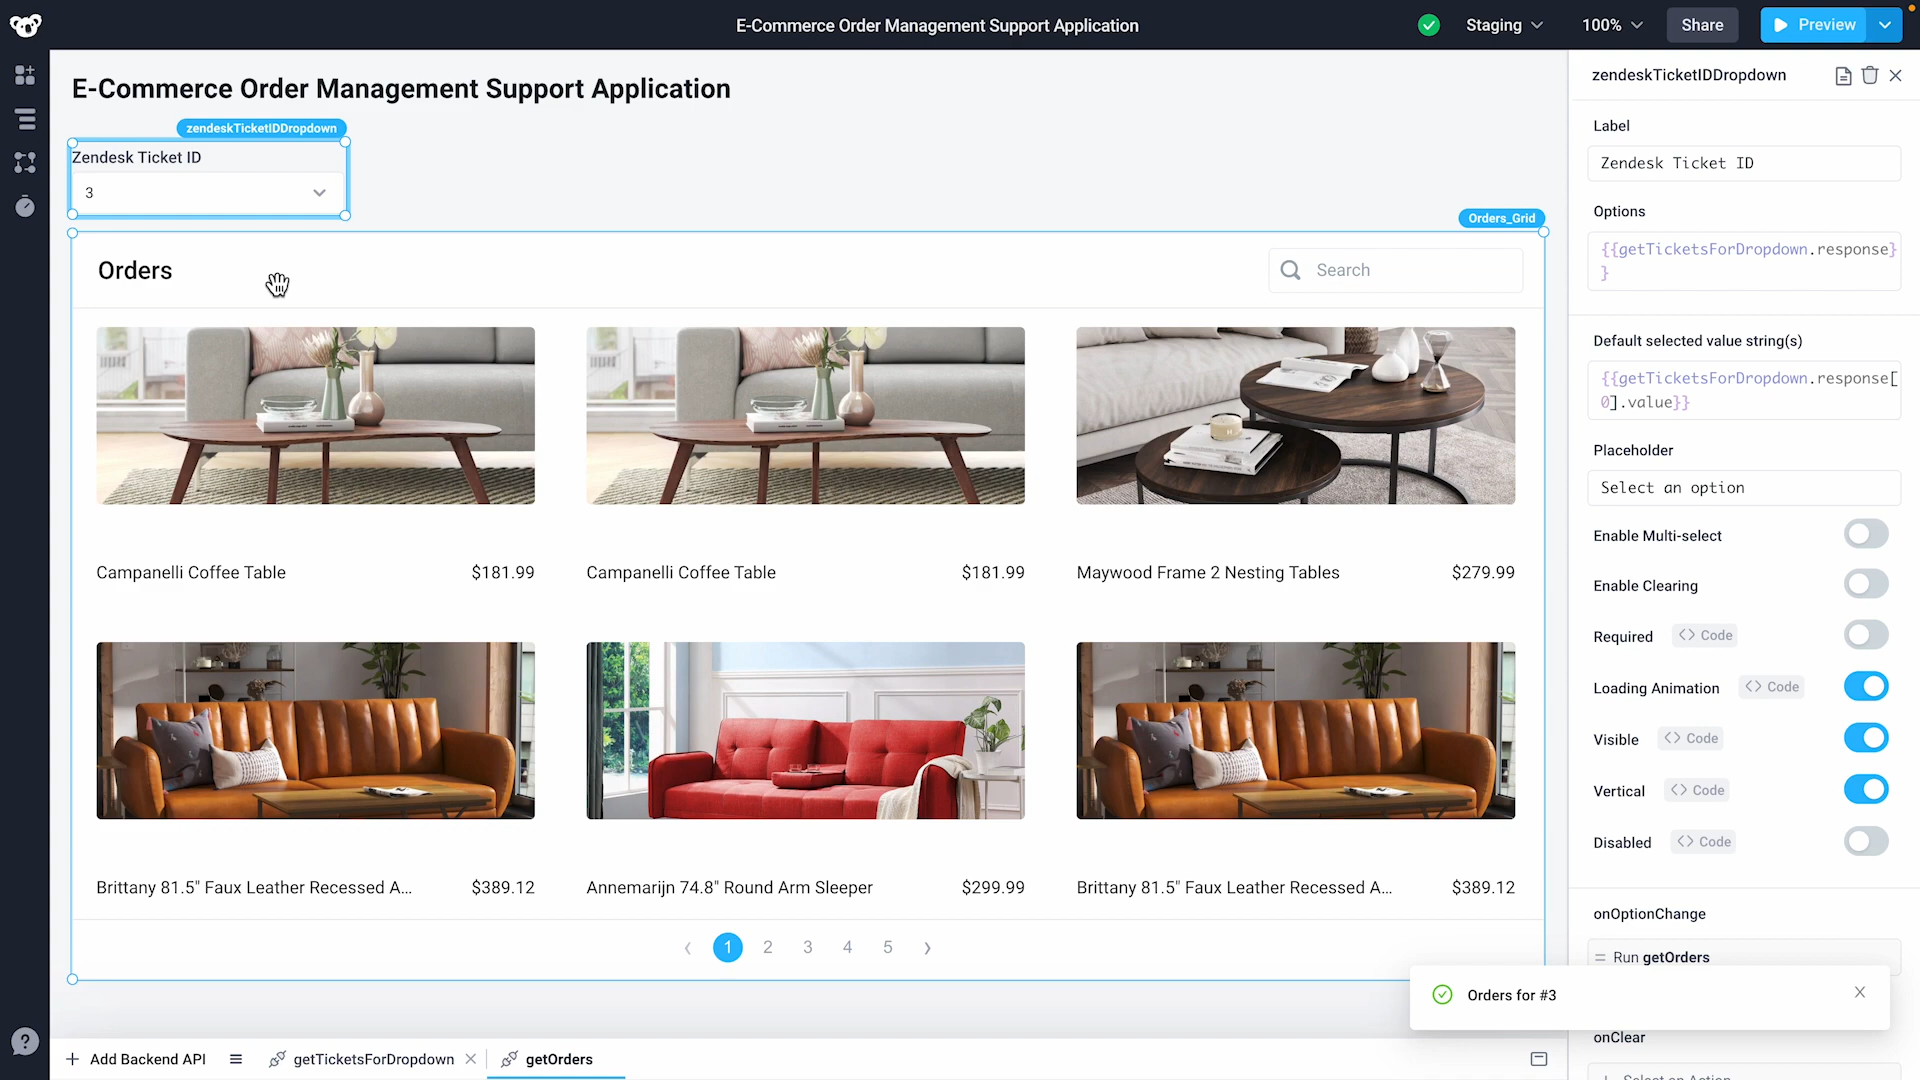 E-Commerce Order Management Support Application
Staging
100%
Share
Preview
E-Commerce Order Management Support Application
zendeskTicketIDDropdown
Zendesk Ticket ID
3
Orders_Grid
Orders
Search
Campanelli Coffee Table
$181.99
Campanelli Coffee Table
$181.99
Maywood Frame 2 Nesting Tables
$279.99
Brittany 81.5" Faux Leather Recessed A...
$389.12
Annemarijn 74.8" Round Arm Sleeper
$299.99
Brittany 81.5" Faux Leather Recessed A...
$389.12
1 2 3 4 5
Add Backend API
getTicketsForDropdown
getOrders
zendeskTicketIDDropdown
Label
Zendesk Ticket ID
Options
{{getTicketsForDropdown.response}
}
Default selected value string(s)
{{getTicketsForDropdown.response[
0].value}}
Placeholder
Select an option
Enable Multi-select
Enable Clearing
Required
Code
Loading Animation
Code
Visible
Code
Vertical
Code
Disabled
Code
onOptionChange
Run getOrders
Orders for #3
onClear
Select an Action